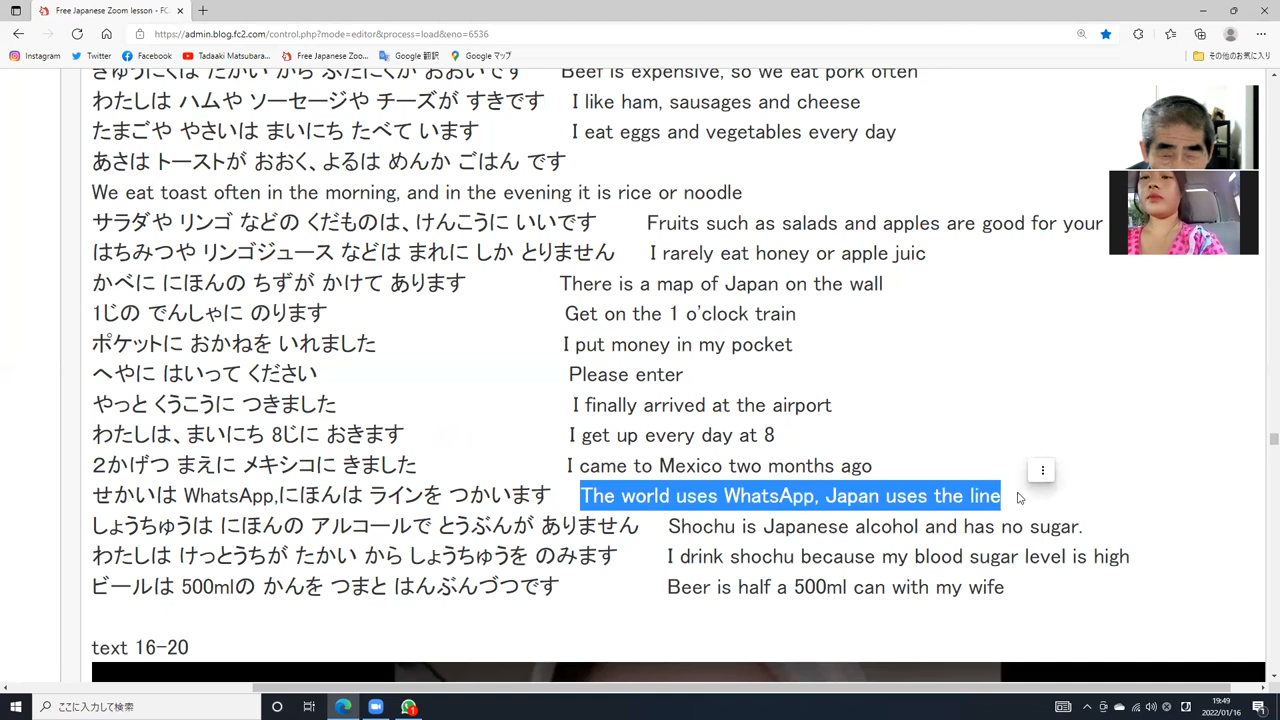 Free Japanese Zoom lesson - FC2
https://admin.blog.fc2.com/control.php?mode=editor&process=load&eno=6536
Instagram Twitter Facebook Tadaaki Matsubara... Free Japanese Zoo... Google 翻訳 Google マップ その他のお気に入り
ぎゅうにくは たかい から ぶたにくが おおいです Beef is expensive, so we eat pork often
わたしは ハムや ソーセージや チーズが すきです I like ham, sausages and cheese
たまごや やさいは まいにち たべて います I eat eggs and vegetables every day
あさは トーストが おおく、よるは めんか ごはん です
We eat toast often in the morning, and in the evening it is rice or noodle
サラダや リンゴ などの くだものは、けんこうに いいです Fruits such as salads and apples are good for your
はちみつや リンゴジュース などは まれに しか とりません I rarely eat honey or apple juic
かべに にほんの ちずが かけて あります There is a map of Japan on the wall
1じの でんしゃに のります Get on the 1 o'clock train
ポケットに おかねを いれました I put money in my pocket
へやに はいって ください Please enter
やっと くうこうに つきました I finally arrived at the airport
わたしは、まいにち 8じに おきます I get up every day at 8
２かげつ まえに メキシコに きました I came to Mexico two months ago
せかいは WhatsApp,にほんは ラインを つかいます The world uses WhatsApp, Japan uses the line
しょうちゅうは にほんの アルコールで とうぶんが ありません Shochu is Japanese alcohol and has no sugar.
わたしは けっとうちが たかい から しょうちゅうを のみます I drink shochu because my blood sugar level is high
ビールは 500mlの かんを つまと はんぶんづつです Beer is half a 500ml can with my wife
text 16-20
ここに入力して検索
19:49
2022/01/16